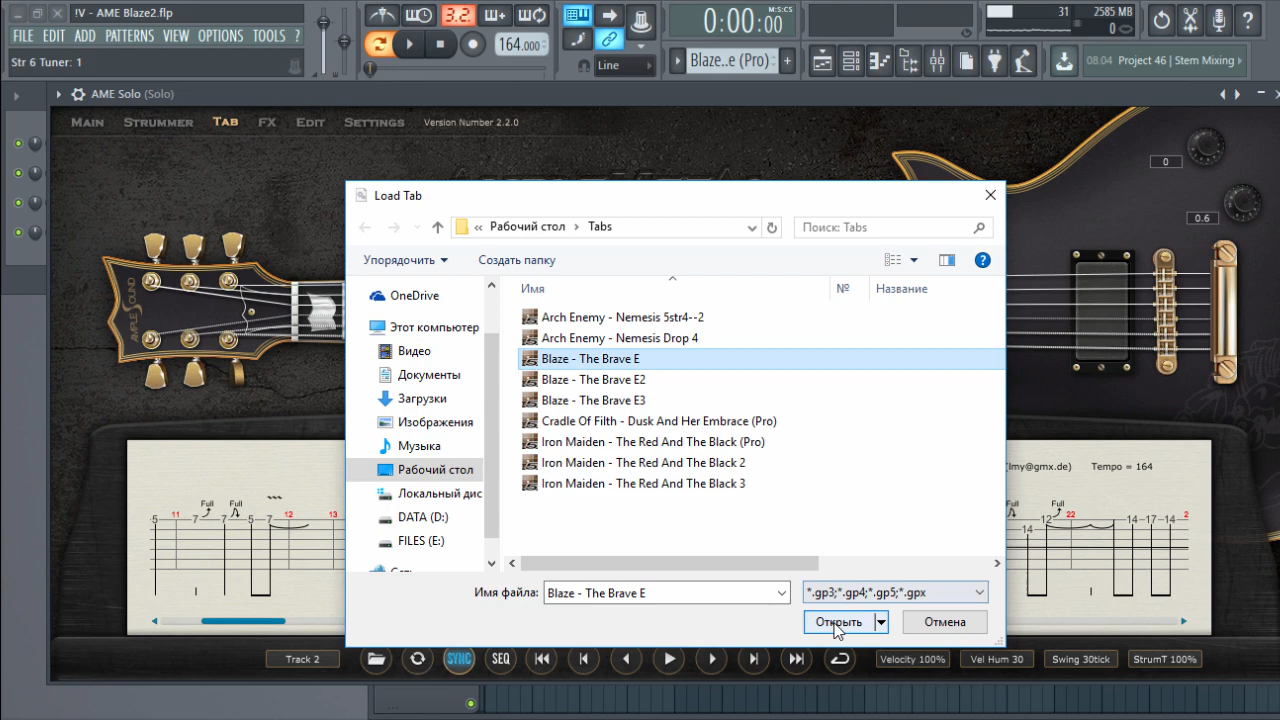 !V - AME Blaze2.flp
FILE EDIT ADD PATTERNS VIEW OPTIONS TOOLS ?
Str 6 Tuner: 1
3.2.
164.000
Line
0:00:00
M:S:CS
Blaze..e (Pro)
31
2585 MB
0
08.04 Project 46 | Stem Mixing
AME Solo (Solo)
MAIN STRUMMER TAB FX EDIT SETTINGS Version Number 2.2.0
0
0.6
AMPLE SOUND
Load Tab
« Рабочий стол › Tabs
Поиск: Tabs
Упорядочить
Создать папку
Имя
№
Название
OneDrive
Этот компьютер
Видео
Документы
Загрузки
Изображения
Музыка
Рабочий стол
Локальный дис
DATA (D:)
FILES (E:)
Arch Enemy - Nemesis 5str4--2
Arch Enemy - Nemesis Drop 4
Blaze - The Brave E
Blaze - The Brave E2
Blaze - The Brave E3
Cradle Of Filth - Dusk And Her Embrace (Pro)
Iron Maiden - The Red And The Black (Pro)
Iron Maiden - The Red And The Black 2
Iron Maiden - The Red And The Black 3
Имя файла:
Blaze - The Brave E
*.gp3;*.gp4;*.gp5;*.gpx
Открыть
Отмена
(lmy@gmx.de) Tempo = 164
Full Full
5 11 7 7 5 7 12 13
Full
14 12 22 14 17 14 2
Track 2
SYNC
SEQ
Velocity 100%
Vel Hum 30
Swing 30tick
StrumT 100%